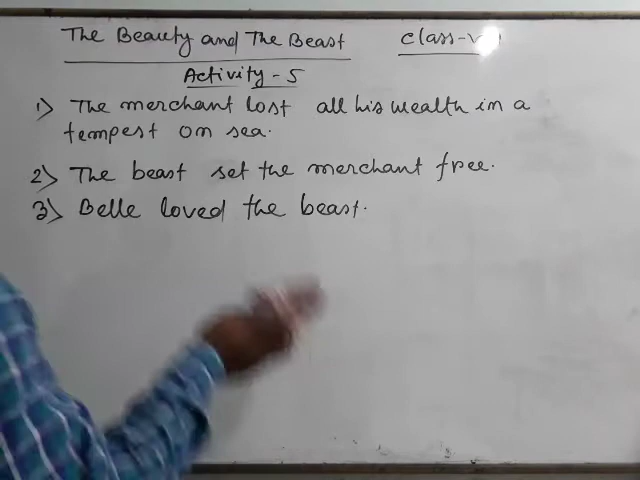 The Beauty and The Beast class-v
Activity - 5
1) The merchant lost all his wealth in a
tempest on sea.
2) The beast set the merchant free.
3) Belle loved the beast.